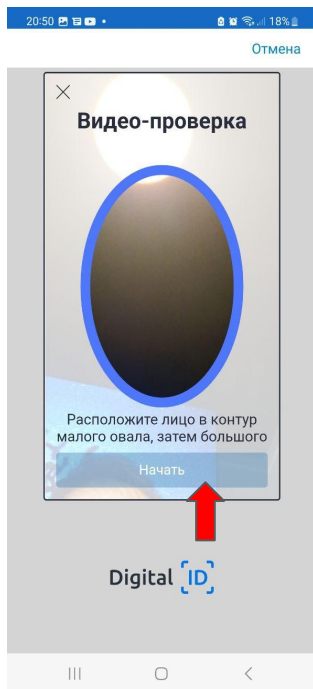 20:50 18%
Отмена
Видео-проверка
Расположите лицо в контур
малого овала, затем большого
Начать
Digital ID